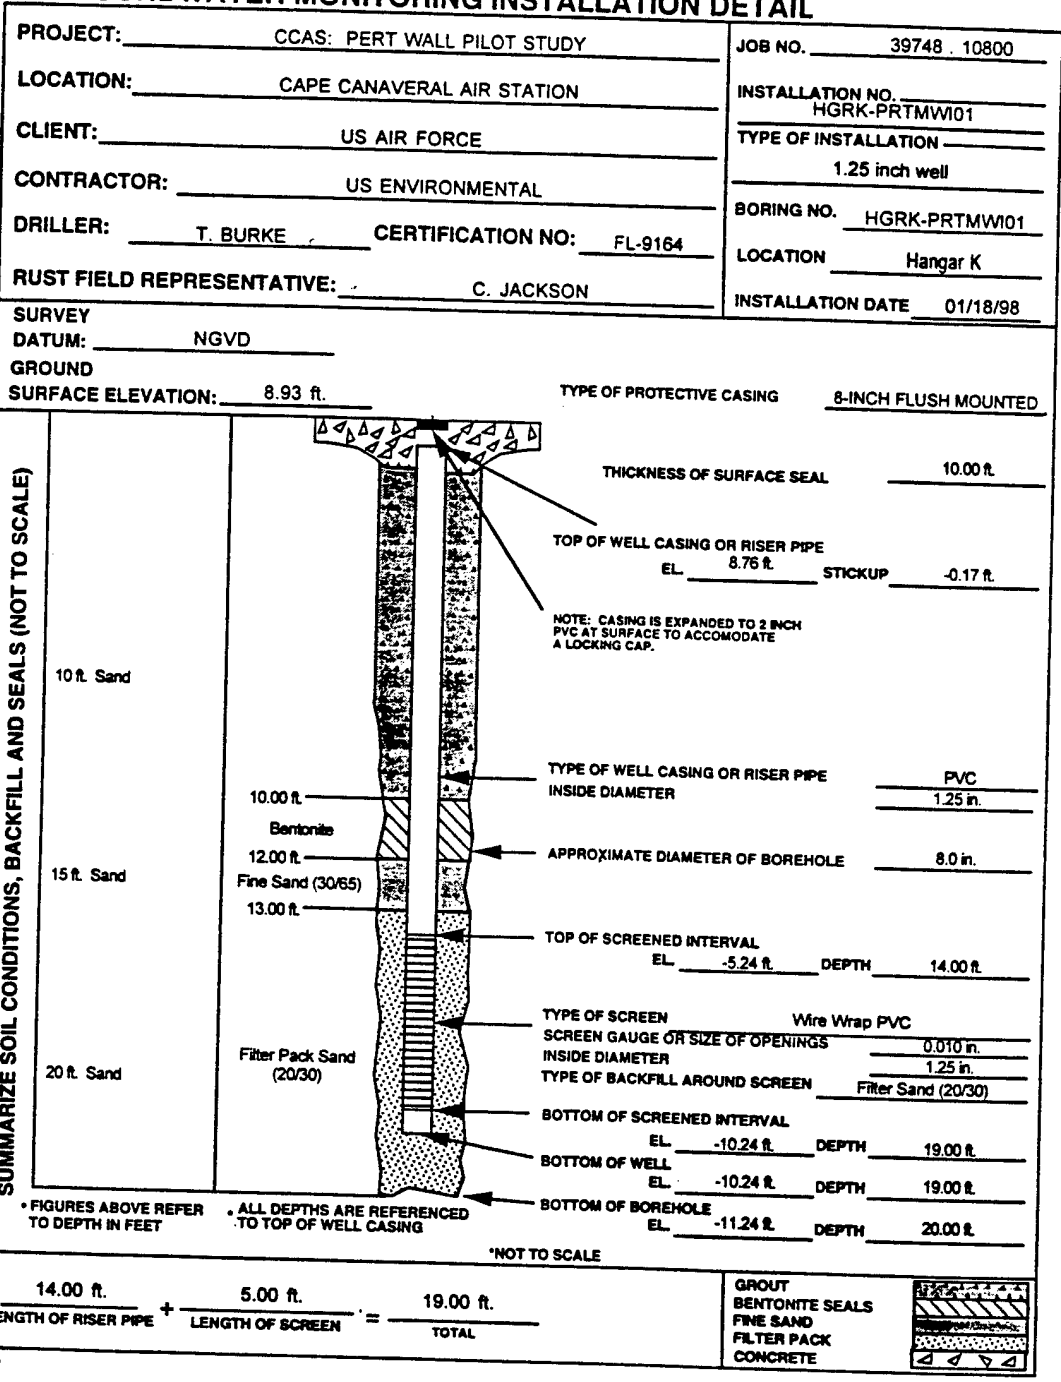 MONITORING INSTALLATION DETAIL
PROJECT: CCAS: PERT WALL PILOT STUDY
LOCATION: CAPE CANAVERAL AIR STATION
CLIENT: US AIR FORCE
CONTRACTOR: US ENVIRONMENTAL
DRILLER: T. BURKE CERTIFICATION NO: FL-9164
RUST FIELD REPRESENTATIVE: C. JACKSON
JOB NO. 39748 . 10800
INSTALLATION NO.
HGRK-PRTMWI01
TYPE OF INSTALLATION
1.25 inch well
BORING NO. HGRK-PRTMWI01
LOCATION Hangar K
INSTALLATION DATE 01/18/98
SURVEY
DATUM: NGVD
GROUND
SURFACE ELEVATION: 8.93 ft.
TYPE OF PROTECTIVE CASING 8-INCH FLUSH MOUNTED
THICKNESS OF SURFACE SEAL 10.00 ft.
TOP OF WELL CASING OR RISER PIPE
EL. 8.76 ft. STICKUP -0.17 ft.
NOTE: CASING IS EXPANDED TO 2 INCH
PVC AT SURFACE TO ACCOMODATE
A LOCKING CAP.
SUMMARIZE SOIL CONDITIONS, BACKFILL AND SEALS (NOT TO SCALE)
10 ft. Sand
15 ft. Sand
20 ft. Sand
10.00 ft.
Bentonite
12.00 ft.
Fine Sand (30/65)
13.00 ft.
Filter Pack Sand
(20/30)
TYPE OF WELL CASING OR RISER PIPE PVC
INSIDE DIAMETER 1.25 in.
APPROXIMATE DIAMETER OF BOREHOLE 8.0 in.
TOP OF SCREENED INTERVAL
EL. -5.24 ft. DEPTH 14.00 ft.
TYPE OF SCREEN Wire Wrap PVC
SCREEN GAUGE OR SIZE OF OPENINGS 0.010 in.
INSIDE DIAMETER 1.25 in.
TYPE OF BACKFILL AROUND SCREEN Filter Sand (20/30)
BOTTOM OF SCREENED INTERVAL
EL. -10.24 ft. DEPTH 19.00 ft.
BOTTOM OF WELL
EL. -10.24 ft. DEPTH 19.00 ft.
BOTTOM OF BOREHOLE
EL. -11.24 ft. DEPTH 20.00 ft.
• FIGURES ABOVE REFER
TO DEPTH IN FEET
• ALL DEPTHS ARE REFERENCED
TO TOP OF WELL CASING
*NOT TO SCALE
14.00 ft. + 5.00 ft. = 19.00 ft.
ENGTH OF RISER PIPE LENGTH OF SCREEN TOTAL
GROUT
BENTONITE SEALS
FINE SAND
FILTER PACK
CONCRETE